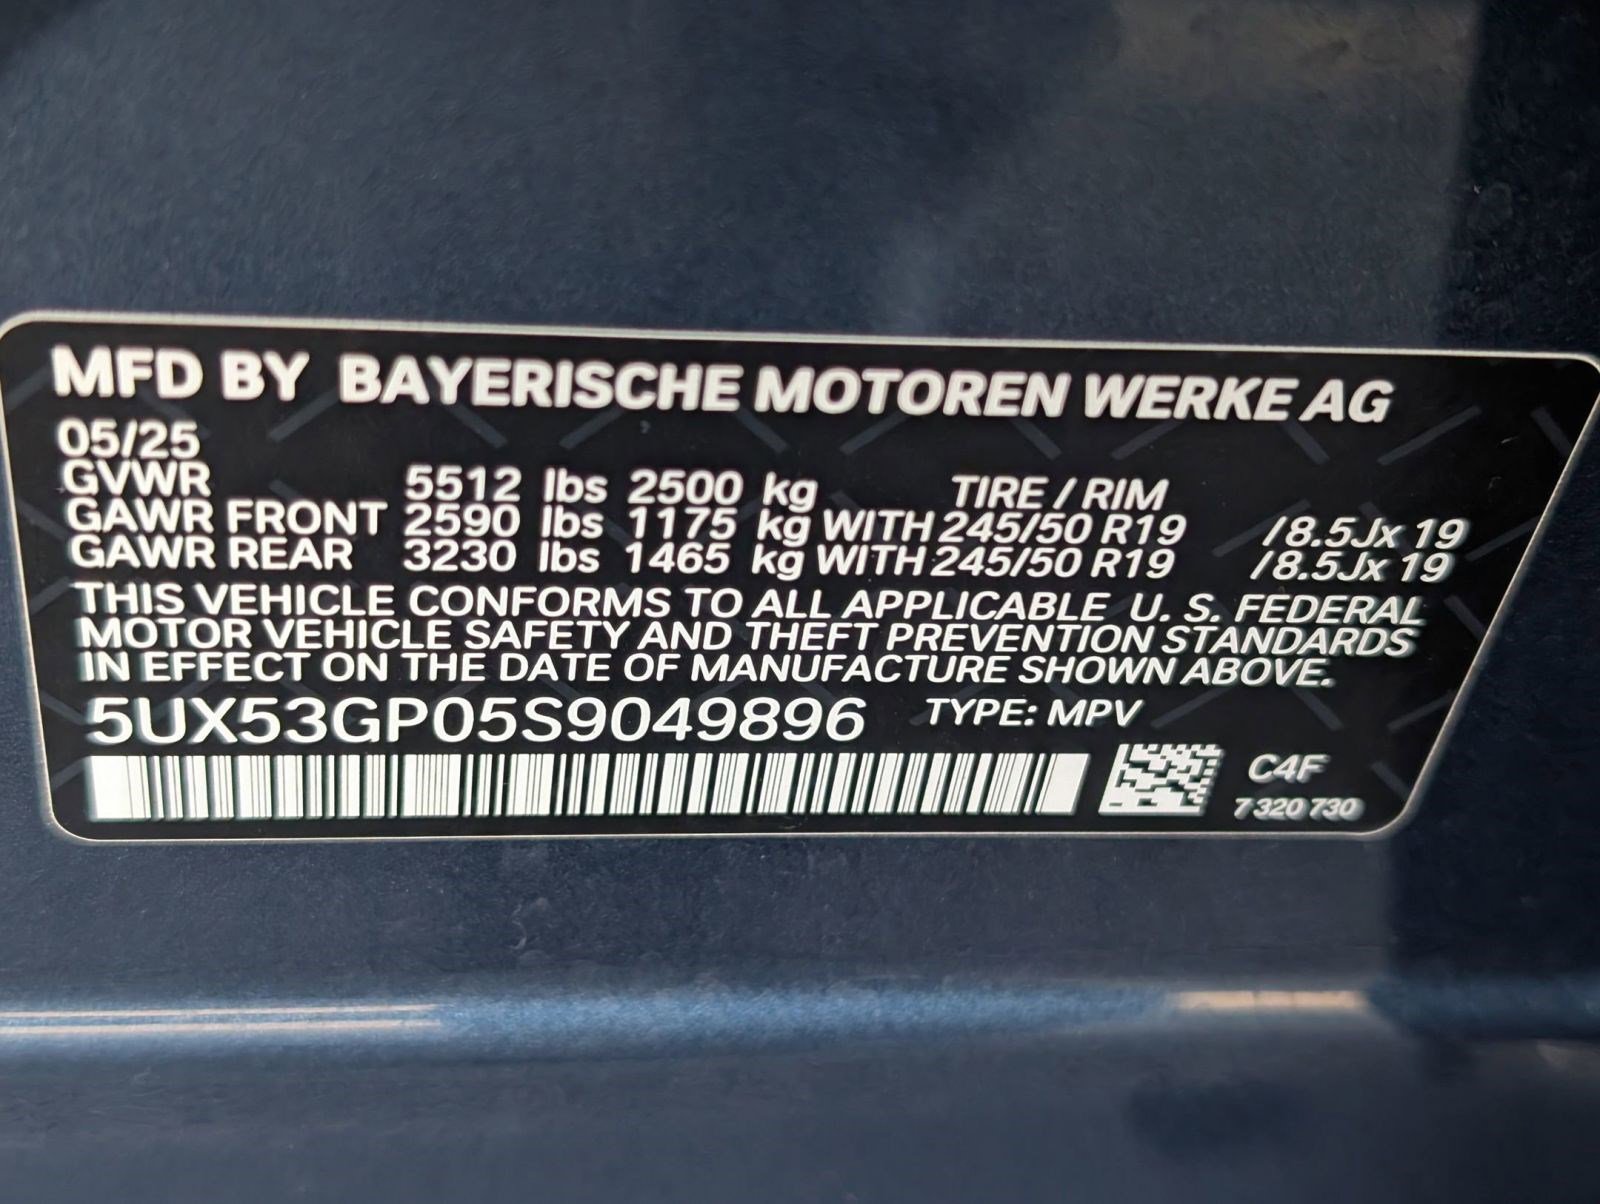 MFD BY BAYERISCHE MOTOREN WERKE AG
05/25
GVWR 5512 lbs 2500 kg TIRE / RIM
GAWR FRONT 2590 lbs 1175 kg WITH 245/50 R19 /8.5Jx 19
GAWR REAR 3230 lbs 1465 kg WITH 245/50 R19 /8.5Jx 19
THIS VEHICLE CONFORMS TO ALL APPLICABLE U. S. FEDERAL
MOTOR VEHICLE SAFETY AND THEFT PREVENTION STANDARDS
IN EFFECT ON THE DATE OF MANUFACTURE SHOWN ABOVE.
5UX53GP05S9049896 TYPE: MPV
C4F
7 320 730